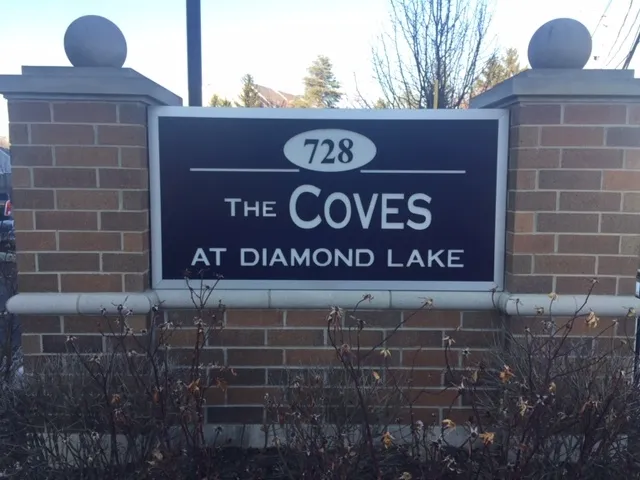 728
THE COVES
AT DIAMOND LAKE